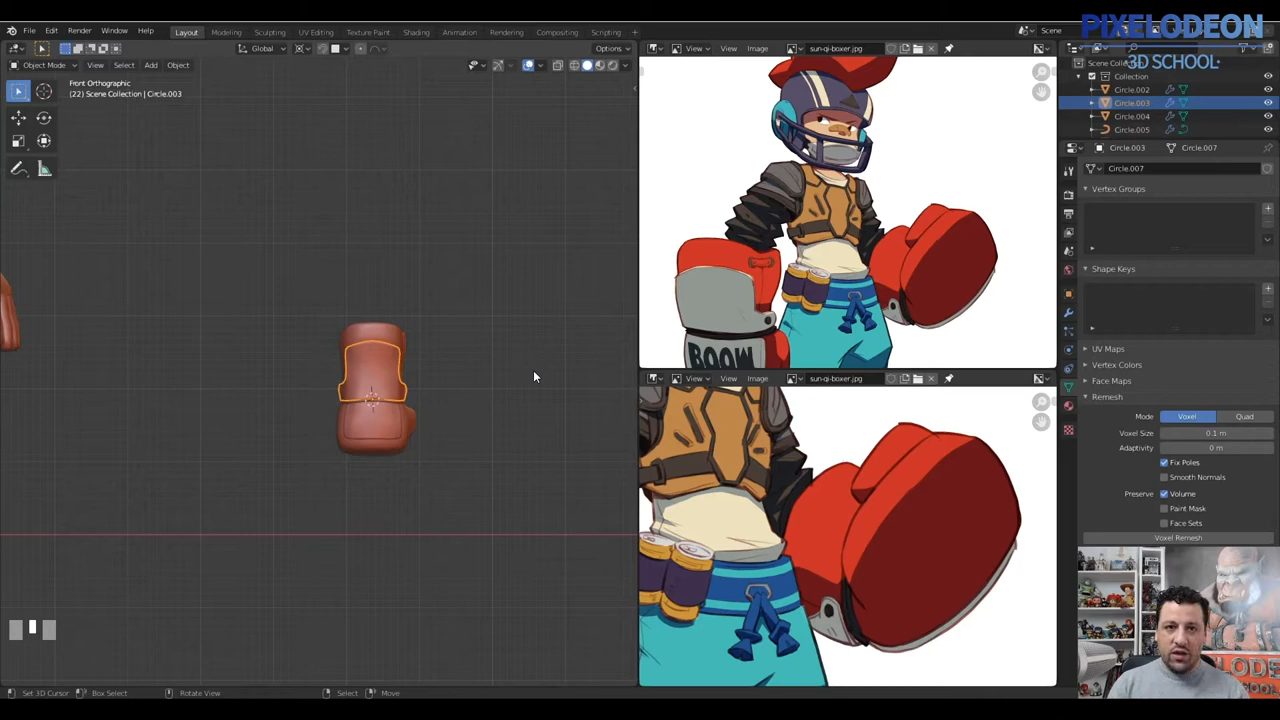 File Edit Render Window Help Layout Modeling Sculpting UV Editing Texture Paint Shading Animation Rendering Compositing Scripting Scene
PIXELODEON
3D SCHOOL
Global Options
View View Image sun-qi-boxer.jpg
Object Mode View Select Add Object
Front Orthographic
(22) Scene Collection | Circle.003
Scene Collection
Collection
Circle.002
Circle.003
Circle.004
Circle.005
Circle.003 Circle.007
Circle.007
Vertex Groups
Shape Keys
UV Maps
Vertex Colors
Face Maps
Remesh
Mode Voxel Quad
Voxel Size 0.1 m
Adaptivity 0 m
Fix Poles
Smooth Normals
Preserve Volume
Paint Mask
Face Sets
Voxel Remesh
BOOW
View View Image sun-qi-boxer.jpg
Set 3D Cursor Box Select Rotate View Select Move